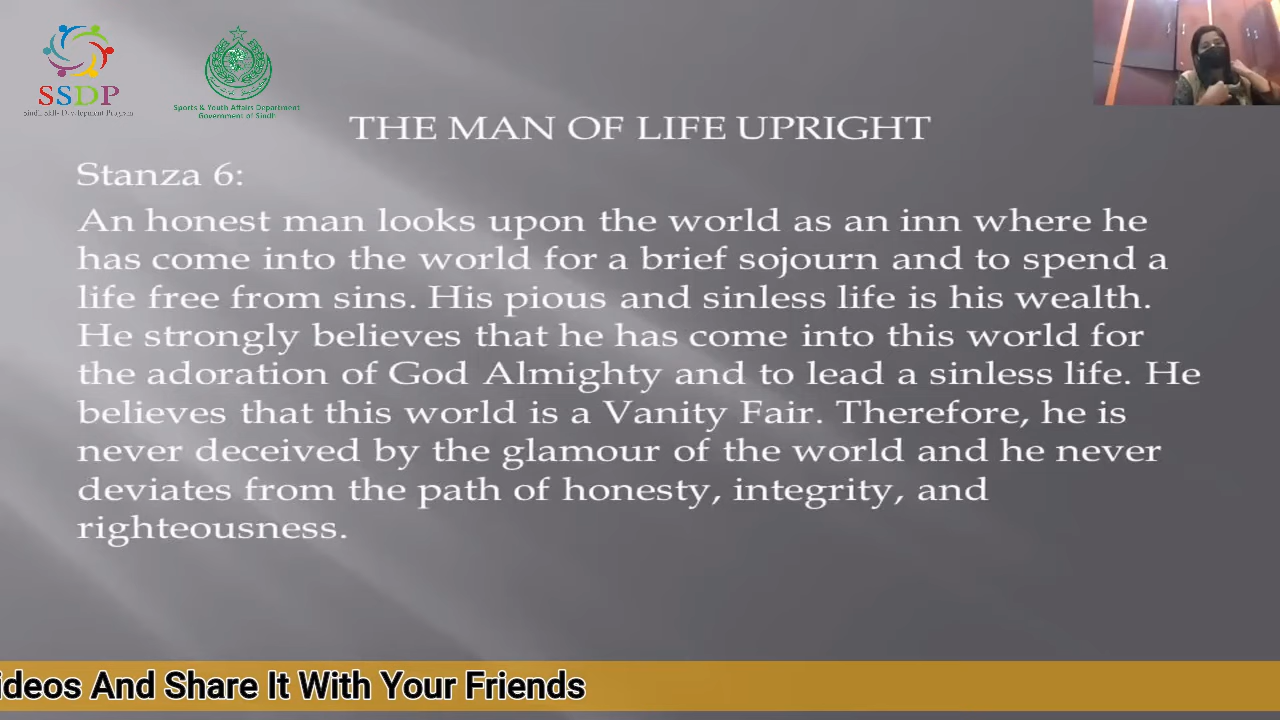 SSDP
Sindh Skills Development Program
Sports & Youth Affairs Department
Government of Sindh
THE MAN OF LIFE UPRIGHT
Stanza 6:
An honest man looks upon the world as an inn where he
has come into the world for a brief sojourn and to spend a
life free from sins. His pious and sinless life is his wealth.
He strongly believes that he has come into this world for
the adoration of God Almighty and to lead a sinless life. He
believes that this world is a Vanity Fair. Therefore, he is
never deceived by the glamour of the world and he never
deviates from the path of honesty, integrity, and
righteousness.
ideos And Share It With Your Friends